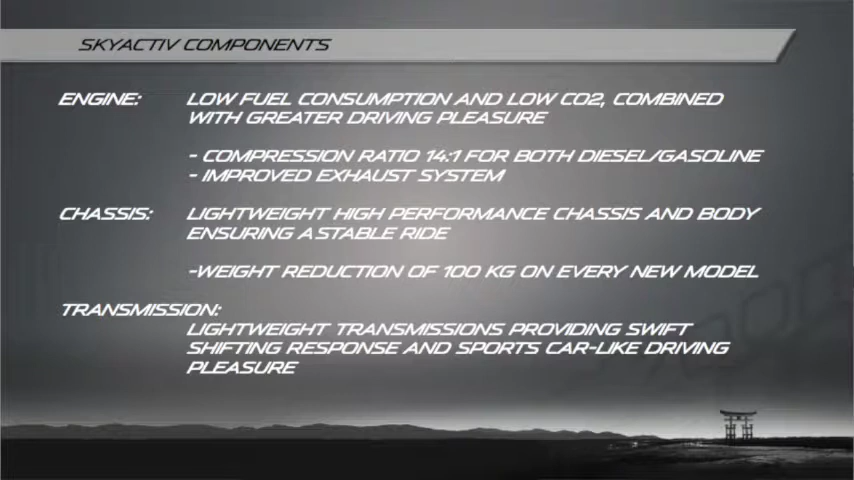 SKYACTIV COMPONENTS
ENGINE: LOW FUEL CONSUMPTION AND LOW CO2, COMBINED
WITH GREATER DRIVING PLEASURE
- COMPRESSION RATIO 14:1 FOR BOTH DIESEL/GASOLINE
- IMPROVED EXHAUST SYSTEM
CHASSIS: LIGHTWEIGHT HIGH PERFORMANCE CHASSIS AND BODY
ENSURING A STABLE RIDE
-WEIGHT REDUCTION OF 100 KG ON EVERY NEW MODEL
TRANSMISSION:
LIGHTWEIGHT TRANSMISSIONS PROVIDING SWIFT
SHIFTING RESPONSE AND SPORTS CAR-LIKE DRIVING
PLEASURE